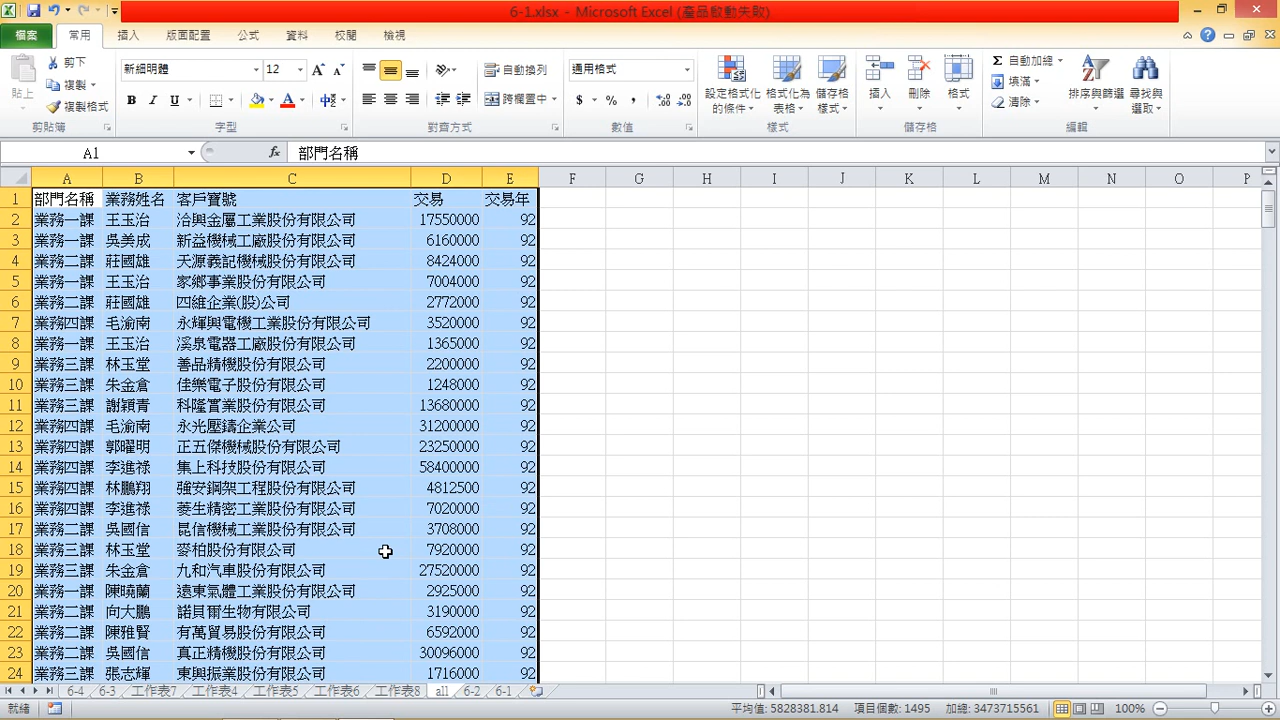 6-1.xlsx - Microsoft Excel (產品啟動失敗)
檔案 常用 插入 版面配置 公式 資料 校閱 檢視
貼上 剪下 複製 複製格式 剪貼簿
新細明體 12 B I U 字型
自動換列 跨欄置中 對齊方式
通用格式 $ % , 數值
設定格式化的條件 格式化為表格 儲存格樣式 樣式
插入 刪除 格式 儲存格
自動加總 填滿 清除 排序與篩選 尋找與選取 編輯
A1 fx 部門名稱
A B C D E F G H I J K L M N O P
1 部門名稱 業務姓名 客戶寶號 交易 交易年
2 業務一課 王玉治 洽興金屬工業股份有限公司 17550000 92
3 業務一課 吳美成 新益機械工廠股份有限公司 6160000 92
4 業務二課 莊國雄 天源義記機械股份有限公司 8424000 92
5 業務一課 王玉治 家鄉事業股份有限公司 7004000 92
6 業務二課 莊國雄 四維企業(股)公司 2772000 92
7 業務四課 毛渝南 永輝興電機工業股份有限公司 3520000 92
8 業務一課 王玉治 溪泉電器工廠股份有限公司 1365000 92
9 業務三課 林玉堂 善品精機股份有限公司 2200000 92
10 業務三課 朱金倉 佳樂電子股份有限公司 1248000 92
11 業務三課 謝穎青 科隆實業股份有限公司 13680000 92
12 業務四課 毛渝南 永光壓鑄企業公司 31200000 92
13 業務四課 郭曜明 正五傑機械股份有限公司 23250000 92
14 業務四課 李進祿 集上科技股份有限公司 58400000 92
15 業務四課 林鵬翔 強安鋼架工程股份有限公司 4812500 92
16 業務四課 李進祿 菱生精密工業股份有限公司 7020000 92
17 業務二課 吳國信 昆信機械工業股份有限公司 3708000 92
18 業務三課 林玉堂 麥柏股份有限公司 7920000 92
19 業務三課 朱金倉 九和汽車股份有限公司 27520000 92
20 業務一課 陳曉蘭 遠東氣體工業股份有限公司 2925000 92
21 業務二課 向大鵬 諾貝爾生物有限公司 3190000 92
22 業務二課 陳雅賢 有萬貿易股份有限公司 6592000 92
23 業務二課 吳國信 真正精機股份有限公司 30096000 92
24 業務三課 張志輝 東興振業股份有限公司 1716000 92
6-4 6-3 工作表7 工作表4 工作表5 工作表6 工作表8 all 6-2 6-1
就緒 平均值: 5828381.814 項目個數: 1495 加總: 3473715561 100%